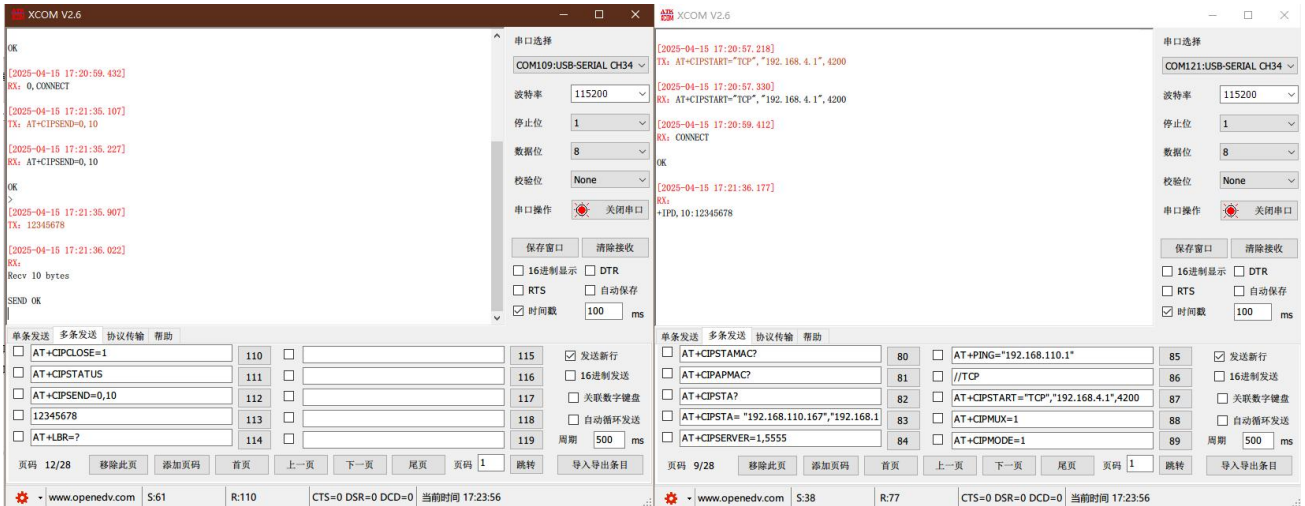 XCOM V2.6
OK
[2025-04-15 17:20:59.432]
RX: 0,CONNECT
[2025-04-15 17:21:35.107]
TX: AT+CIPSEND=0,10
[2025-04-15 17:21:35.227]
RX: AT+CIPSEND=0,10
OK
>
[2025-04-15 17:21:35.907]
TX: 12345678
[2025-04-15 17:21:36.022]
RX:
Recv 10 bytes
SEND OK
串口选择
COM109:USB-SERIAL CH34
波特率 115200
停止位 1
数据位 8
校验位 None
串口操作 关闭串口
保存窗口 清除接收
16进制显示 DTR
RTS 自动保存
时间戳 100 ms
单条发送 多条发送 协议传输 帮助
AT+CIPCLOSE=1 110 115 发送新行
AT+CIPSTATUS 111 116 16进制发送
AT+CIPSEND=0,10 112 117 关联数字键盘
12345678 113 118 自动循环发送
AT+LBR=? 114 119 周期 500 ms
页码 12/28 移除此页 添加页码 首页 上一页 下一页 尾页 页码 1 跳转 导入导出条目
www.openedv.com S:61 R:110 CTS=0 DSR=0 DCD=0 当前时间 17:23:56
ATK XCOM XCOM V2.6
[2025-04-15 17:20:57.218]
TX: AT+CIPSTART="TCP","192.168.4.1",4200
[2025-04-15 17:20:57.330]
RX: AT+CIPSTART="TCP","192.168.4.1",4200
[2025-04-15 17:20:59.412]
RX: CONNECT
OK
[2025-04-15 17:21:36.177]
RX:
+IPD,10:12345678
串口选择
COM121:USB-SERIAL CH34
波特率 115200
停止位 1
数据位 8
校验位 None
串口操作 关闭串口
保存窗口 清除接收
16进制显示 DTR
RTS 自动保存
时间戳 100 ms
单条发送 多条发送 协议传输 帮助
AT+CIPSTAMAC? 80 AT+PING="192.168.110.1" 85 发送新行
AT+CIPAPMAC? 81 //TCP 86 16进制发送
AT+CIPSTA? 82 AT+CIPSTART="TCP","192.168.4.1",4200 87 关联数字键盘
AT+CIPSTA= "192.168.110.167","192.168.1 83 AT+CIPMUX=1 88 自动循环发送
AT+CIPSERVER=1,5555 84 AT+CIPMODE=1 89 周期 500 ms
页码 9/28 移除此页 添加页码 首页 上一页 下一页 尾页 页码 1 跳转 导入导出条目
www.openedv.com S:38 R:77 CTS=0 DSR=0 DCD=0 当前时间 17:23:56